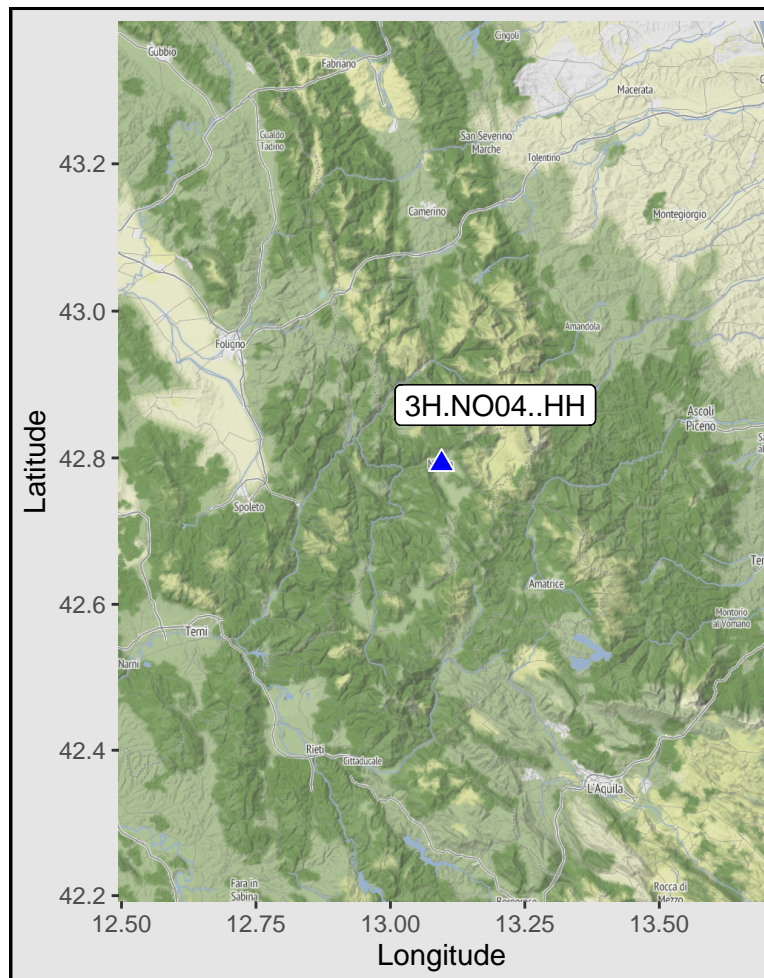 Gubbio
Cingoli
Fabriano
Macerata
Gualdo
Tadino
San Severino
Marche
Tolentino
43.2
Camerino
Montegiorgio
43.0
Foligno
Amandola
3H.NO04..HH
Ascoli
Piceno
Latitude
42.8
Spoleto
Amatrice
42.6
Terni
Montorio
al Vomano
Narni
42.4
Rieti
Cittaducale
L'Aquila
42.2
Fara in
Sabina
Rocca di
Mezzo
12.50 12.75 13.00 13.25 13.50
Longitude